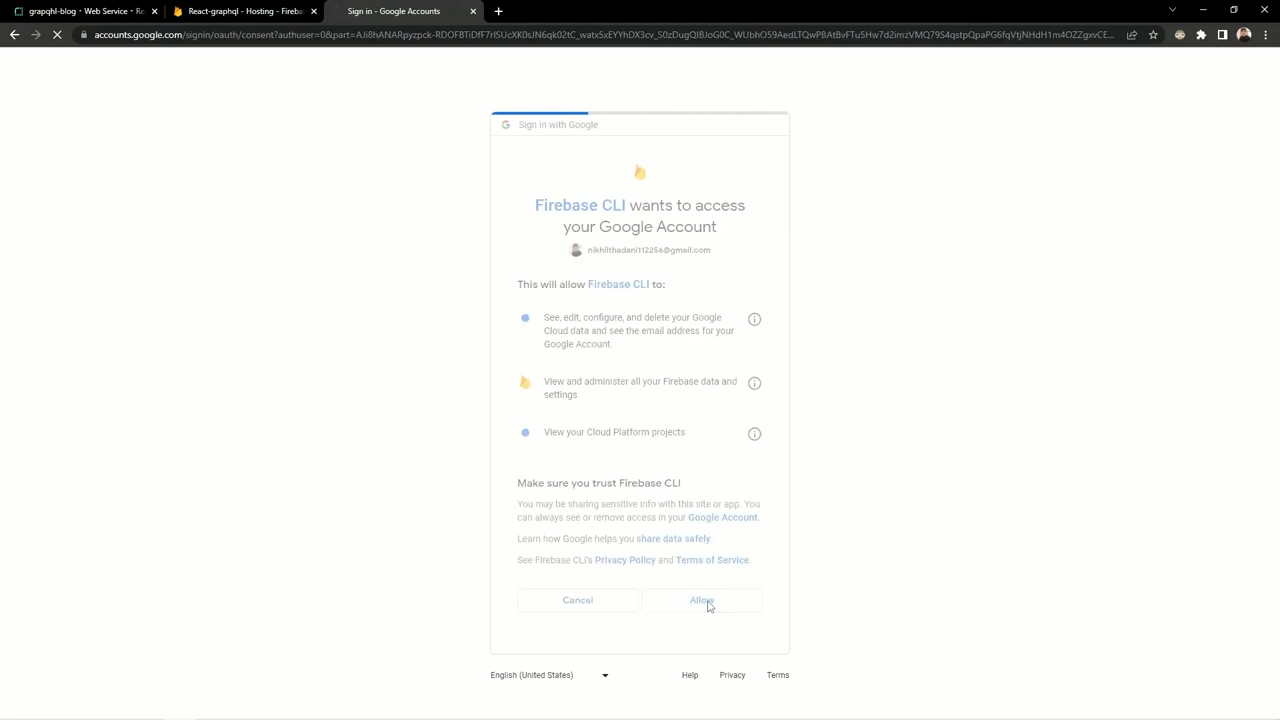 grapqhl-blog · Web Service · Re
React-graphql - Hosting - Firebas
Sign in - Google Accounts
Sign in with Google
Firebase CLI wants to access
your Google Account
nikhilthadani112256@gmail.com
This will allow Firebase CLI to:
See, edit, configure, and delete your Google
Cloud data and see the email address for your
Google Account.
View and administer all your Firebase data and
settings
View your Cloud Platform projects
Make sure you trust Firebase CLI
You may be sharing sensitive info with this site or app. You
can always see or remove access in your Google Account.
Learn how Google helps you share data safely.
See Firebase CLI's Privacy Policy and Terms of Service.
Cancel
Allow
English (United States)
Help
Privacy
Terms